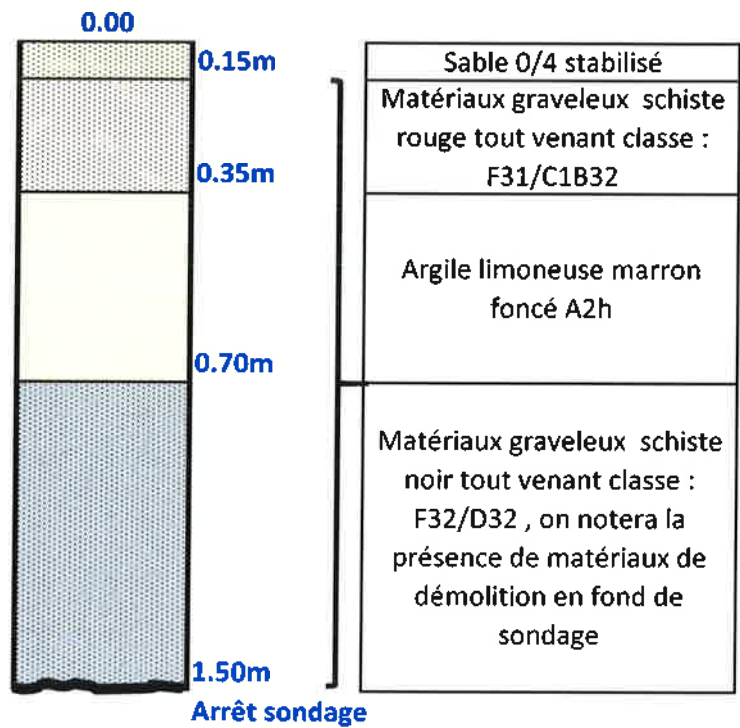 0.00
0.15m
0.35m
0.70m
1.50m
Arrêt sondage
Sable 0/4 stabilisé
Matériaux graveleux schiste
rouge tout venant classe :
F31/C1B32
Argile limoneuse marron
foncé A2h
Matériaux graveleux schiste
noir tout venant classe :
F32/D32 , on notera la
présence de matériaux de
démolition en fond de
sondage